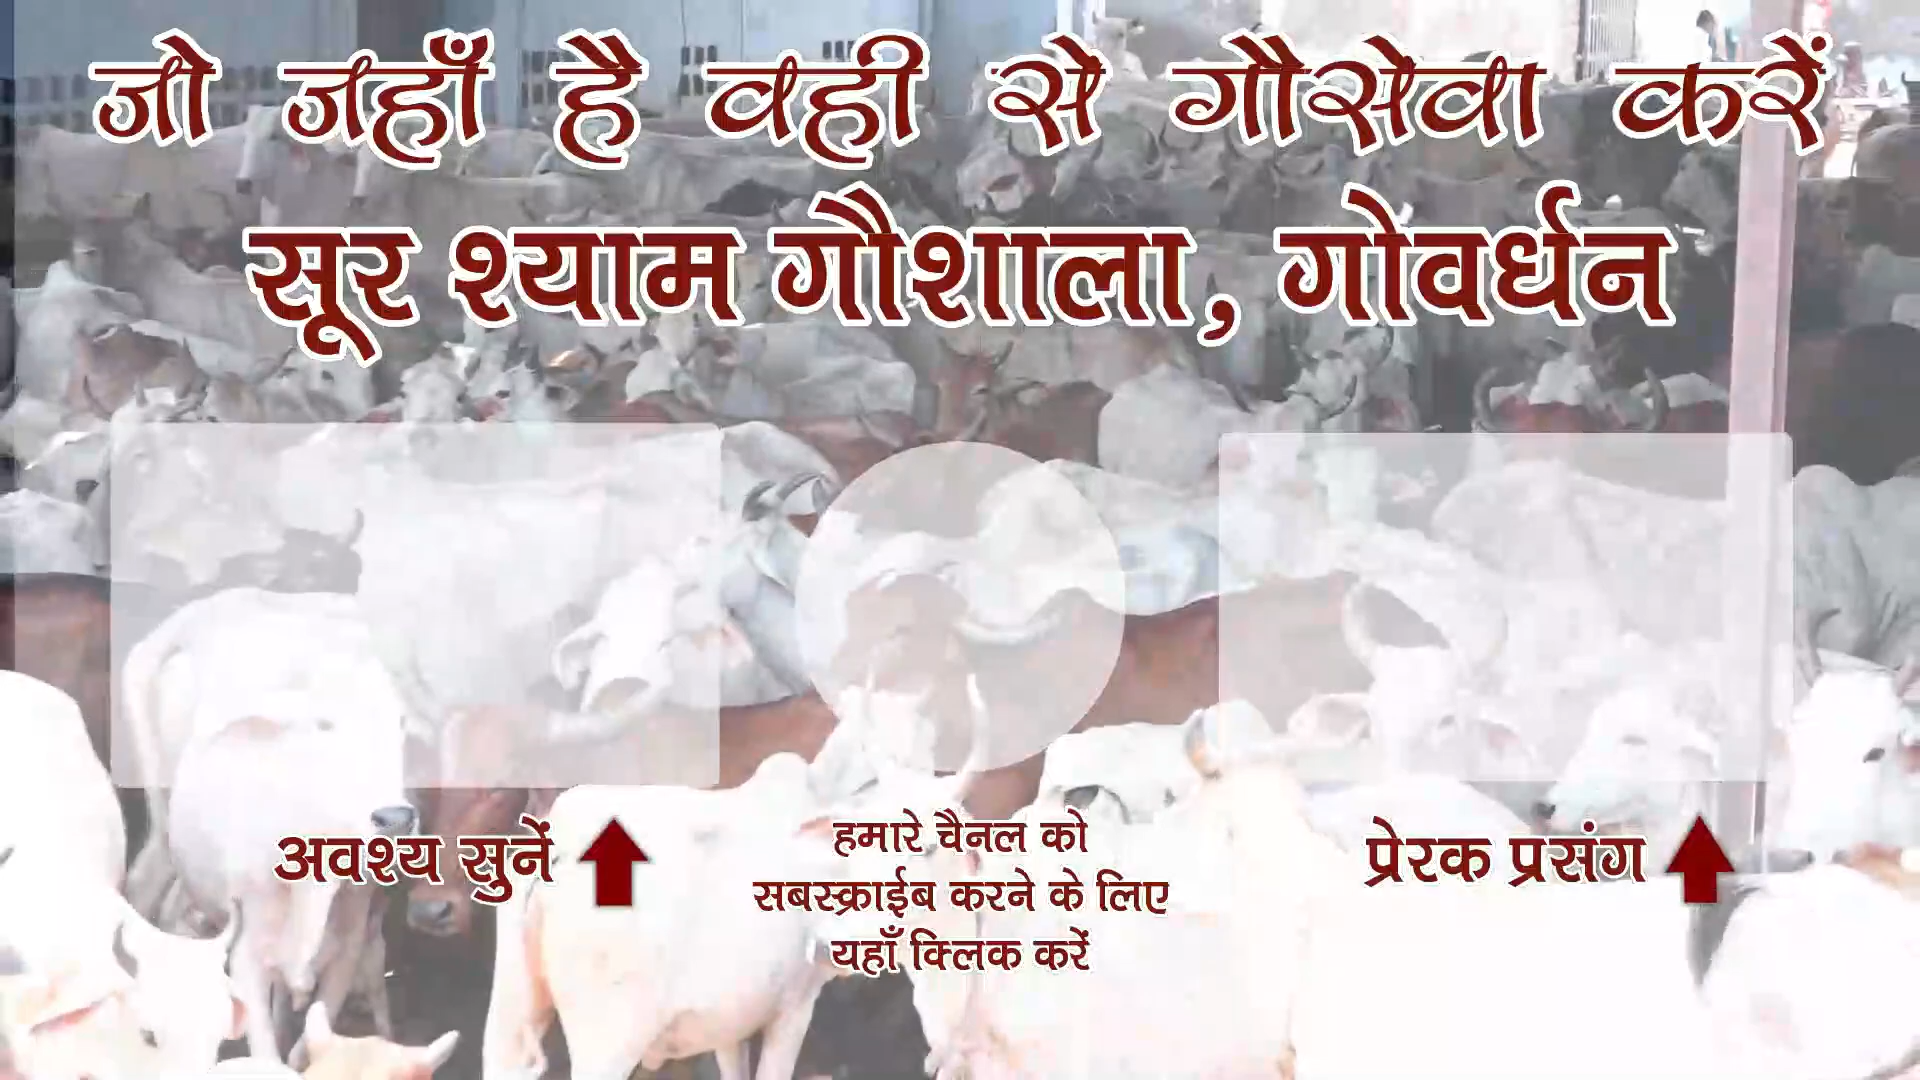 जो जहाँ है वही से गौसेवा करें
सूर श्याम गौशाला, गोवर्धन
अवश्य सुनें
हमारे चैनल को
सबस्क्राईब करने के लिए
यहाँ क्लिक करें
प्रेरक प्रसंग